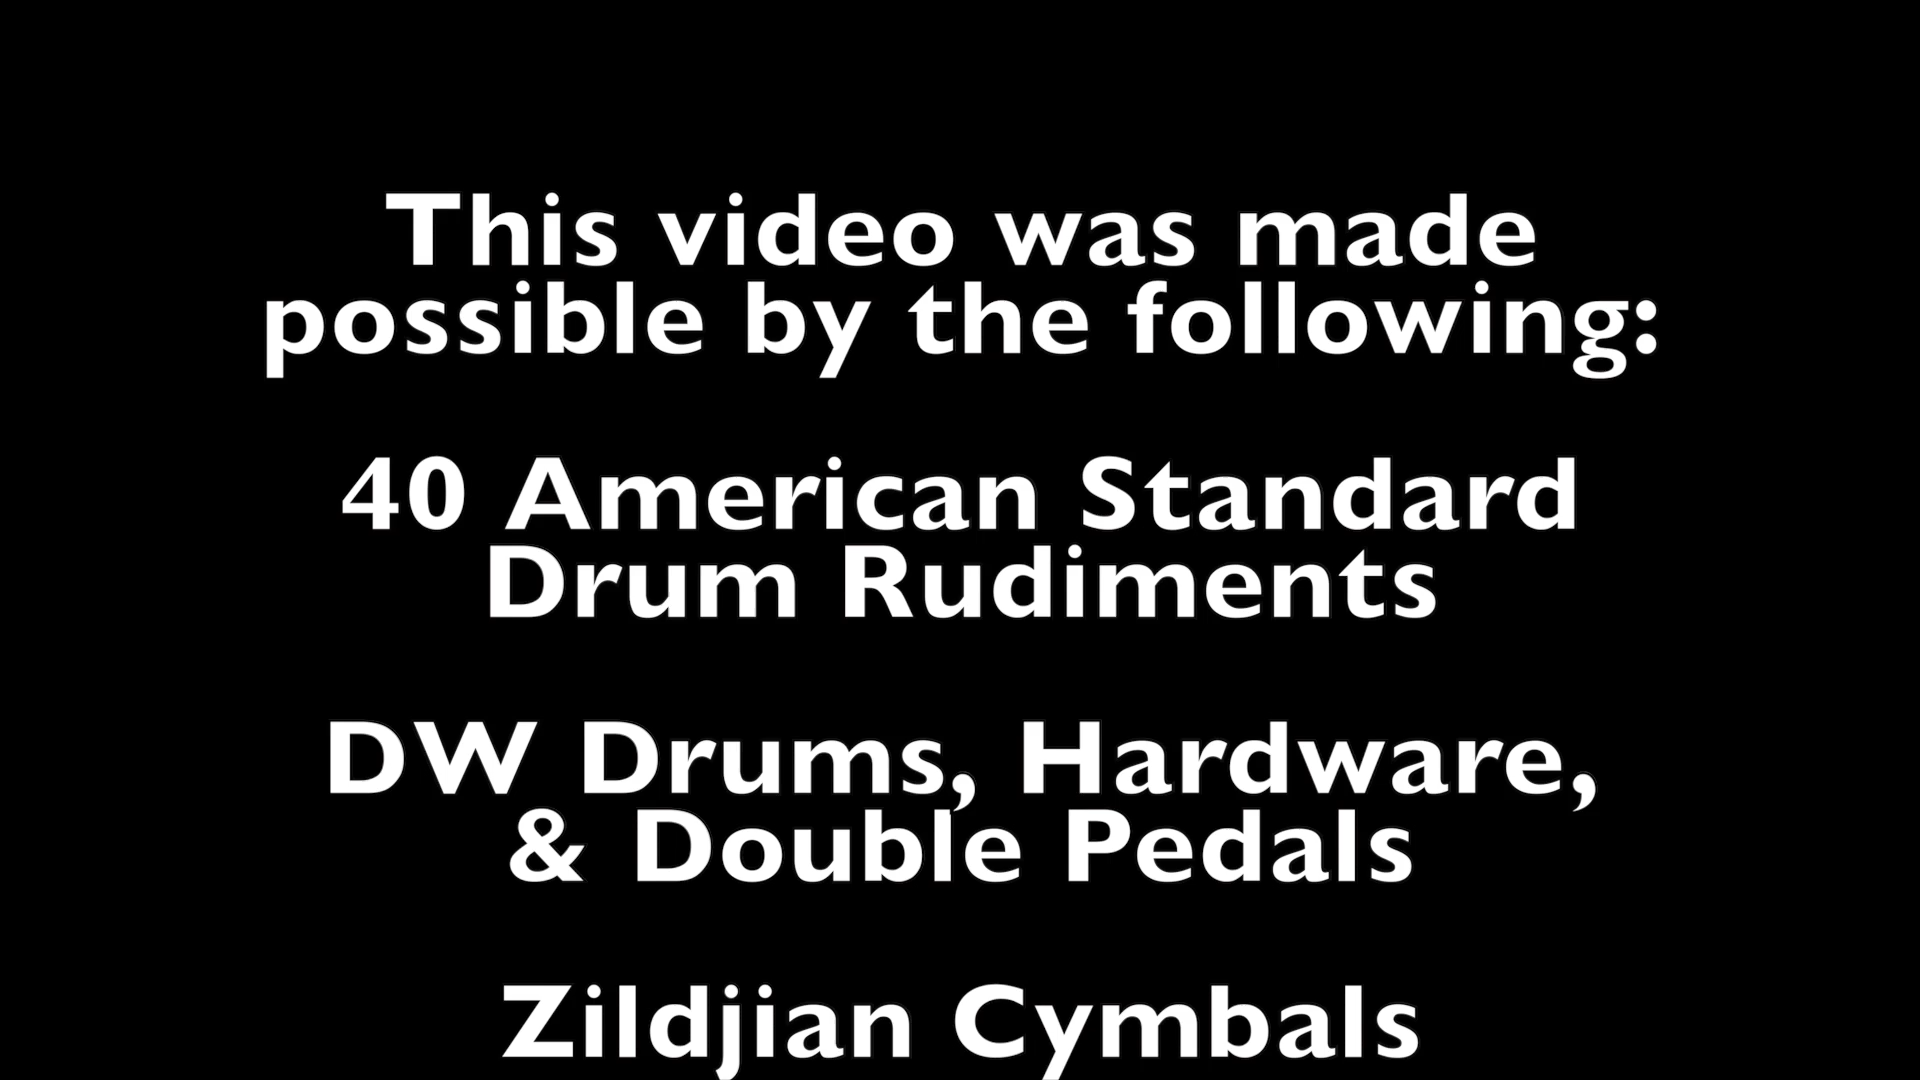 This video was made
possible by the following:
40 American Standard
Drum Rudiments
DW Drums, Hardware,
& Double Pedals
Zildjian Cymbals